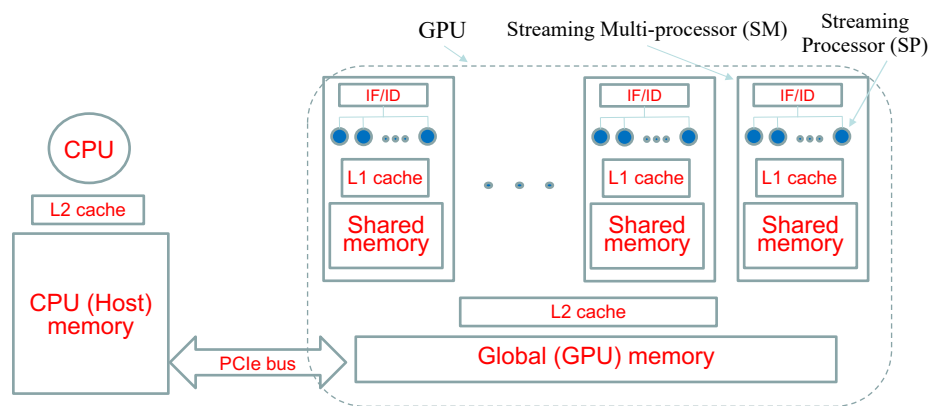 GPU
Streaming Multi-processor (SM)
Streaming
Processor (SP)
IF/ID
IF/ID
IF/ID
CPU
L1 cache
L1 cache
L1 cache
L2 cache
Shared
memory
Shared
memory
Shared
memory
CPU (Host)
memory
L2 cache
PCIe bus
Global (GPU) memory